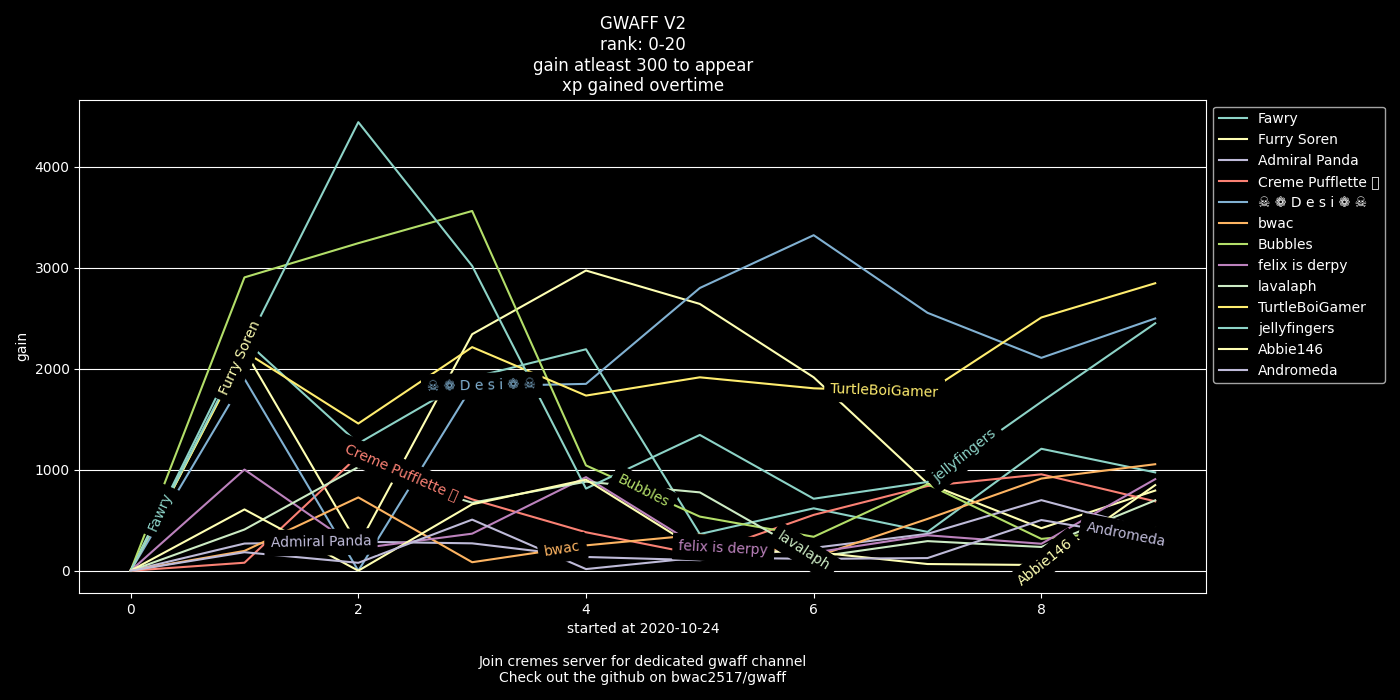 GWAFF V2
rank: 0-20
gain atleast 300 to appear
xp gained overtime
gain
4000
3000
2000
1000
0
0
2
4
6
8
started at 2020-10-24
Join cremes server for dedicated gwaff channel
Check out the github on bwac2517/gwaff
Fawry
Furry Soren
Admiral Panda
Creme Pufflette
☠ ❁ D e s i ❁ ☠
bwac
Bubbles
felix is derpy
lavalaph
TurtleBoiGamer
jellyfingers
Abbie146
Andromeda
Fawry
Furry Soren
Admiral Panda
Creme Pufflette
☠ ❁ D e s i ❁ ☠
bwac
Bubbles
felix is derpy
lavalaph
TurtleBoiGamer
jellyfingers
Abbie146
Andromeda